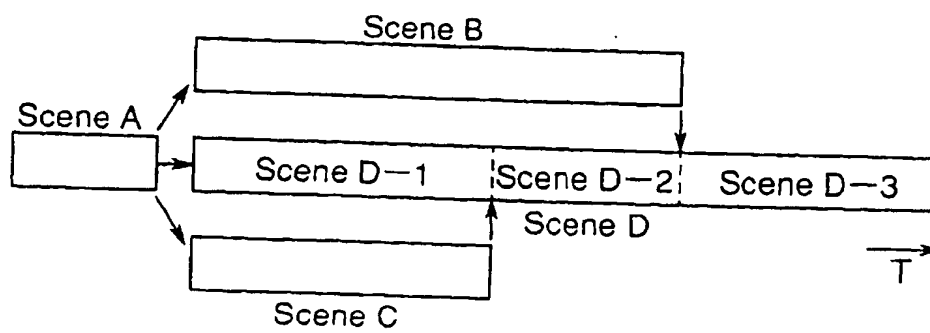 Scene B
Scene A
Scene D-1
Scene D-2
Scene D-3
Scene D
T
Scene C